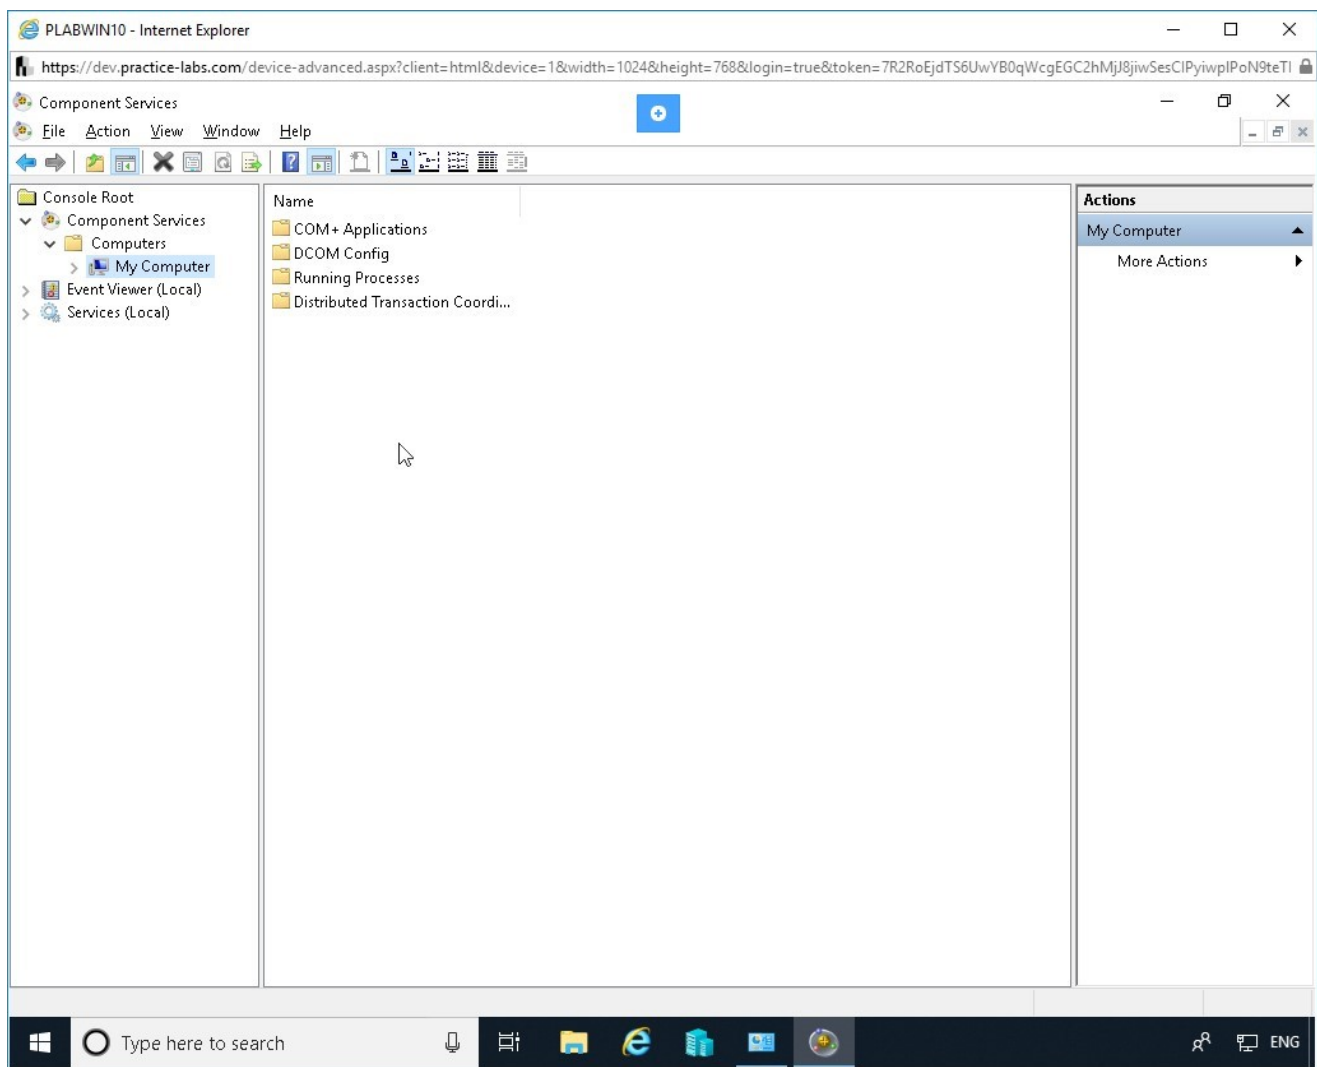 PLABWIN10 - Internet Explorer
https://dev.practice-labs.com/device-advanced.aspx?client=html&device=1&width=1024&height=768&login=true&token=
Component Services
File Action View Window Help
Console Root
Component Services
Computers
My Computer
Event Viewer (Local)
Services (Local)
Name
COM+ Applications
DCOM Config
Running Processes
Distributed Transaction Coordi...
Actions
My Computer
More Actions
Type here to search
ENG